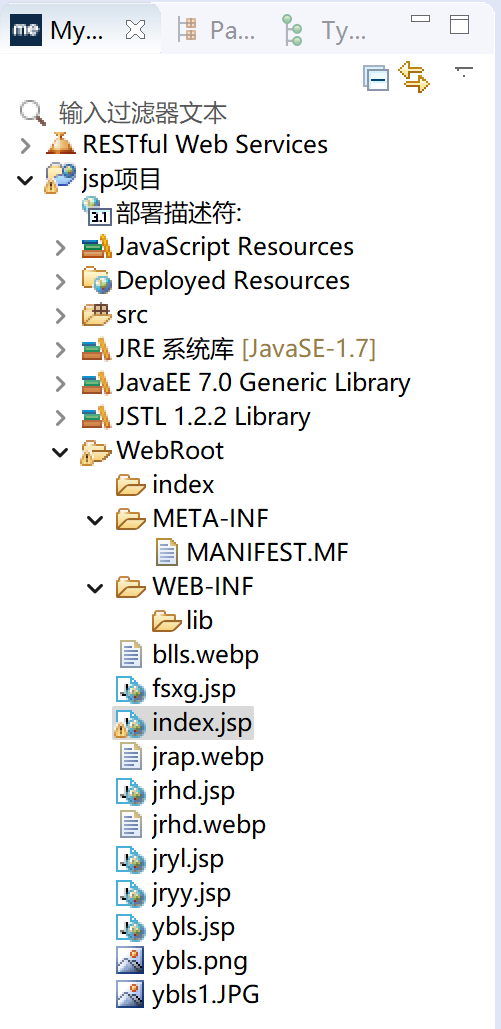 me My... Pa... Ty...
输入过滤器文本
RESTful Web Services
jsp项目
3.1 部署描述符:
JavaScript Resources
Deployed Resources
src
JRE 系统库 [JavaSE-1.7]
JavaEE 7.0 Generic Library
JSTL 1.2.2 Library
WebRoot
index
META-INF
MANIFEST.MF
WEB-INF
lib
blls.webp
fsxg.jsp
index.jsp
jrap.webp
jrhd.jsp
jrhd.webp
jryl.jsp
jryy.jsp
ybls.jsp
ybls.png
ybls1.JPG